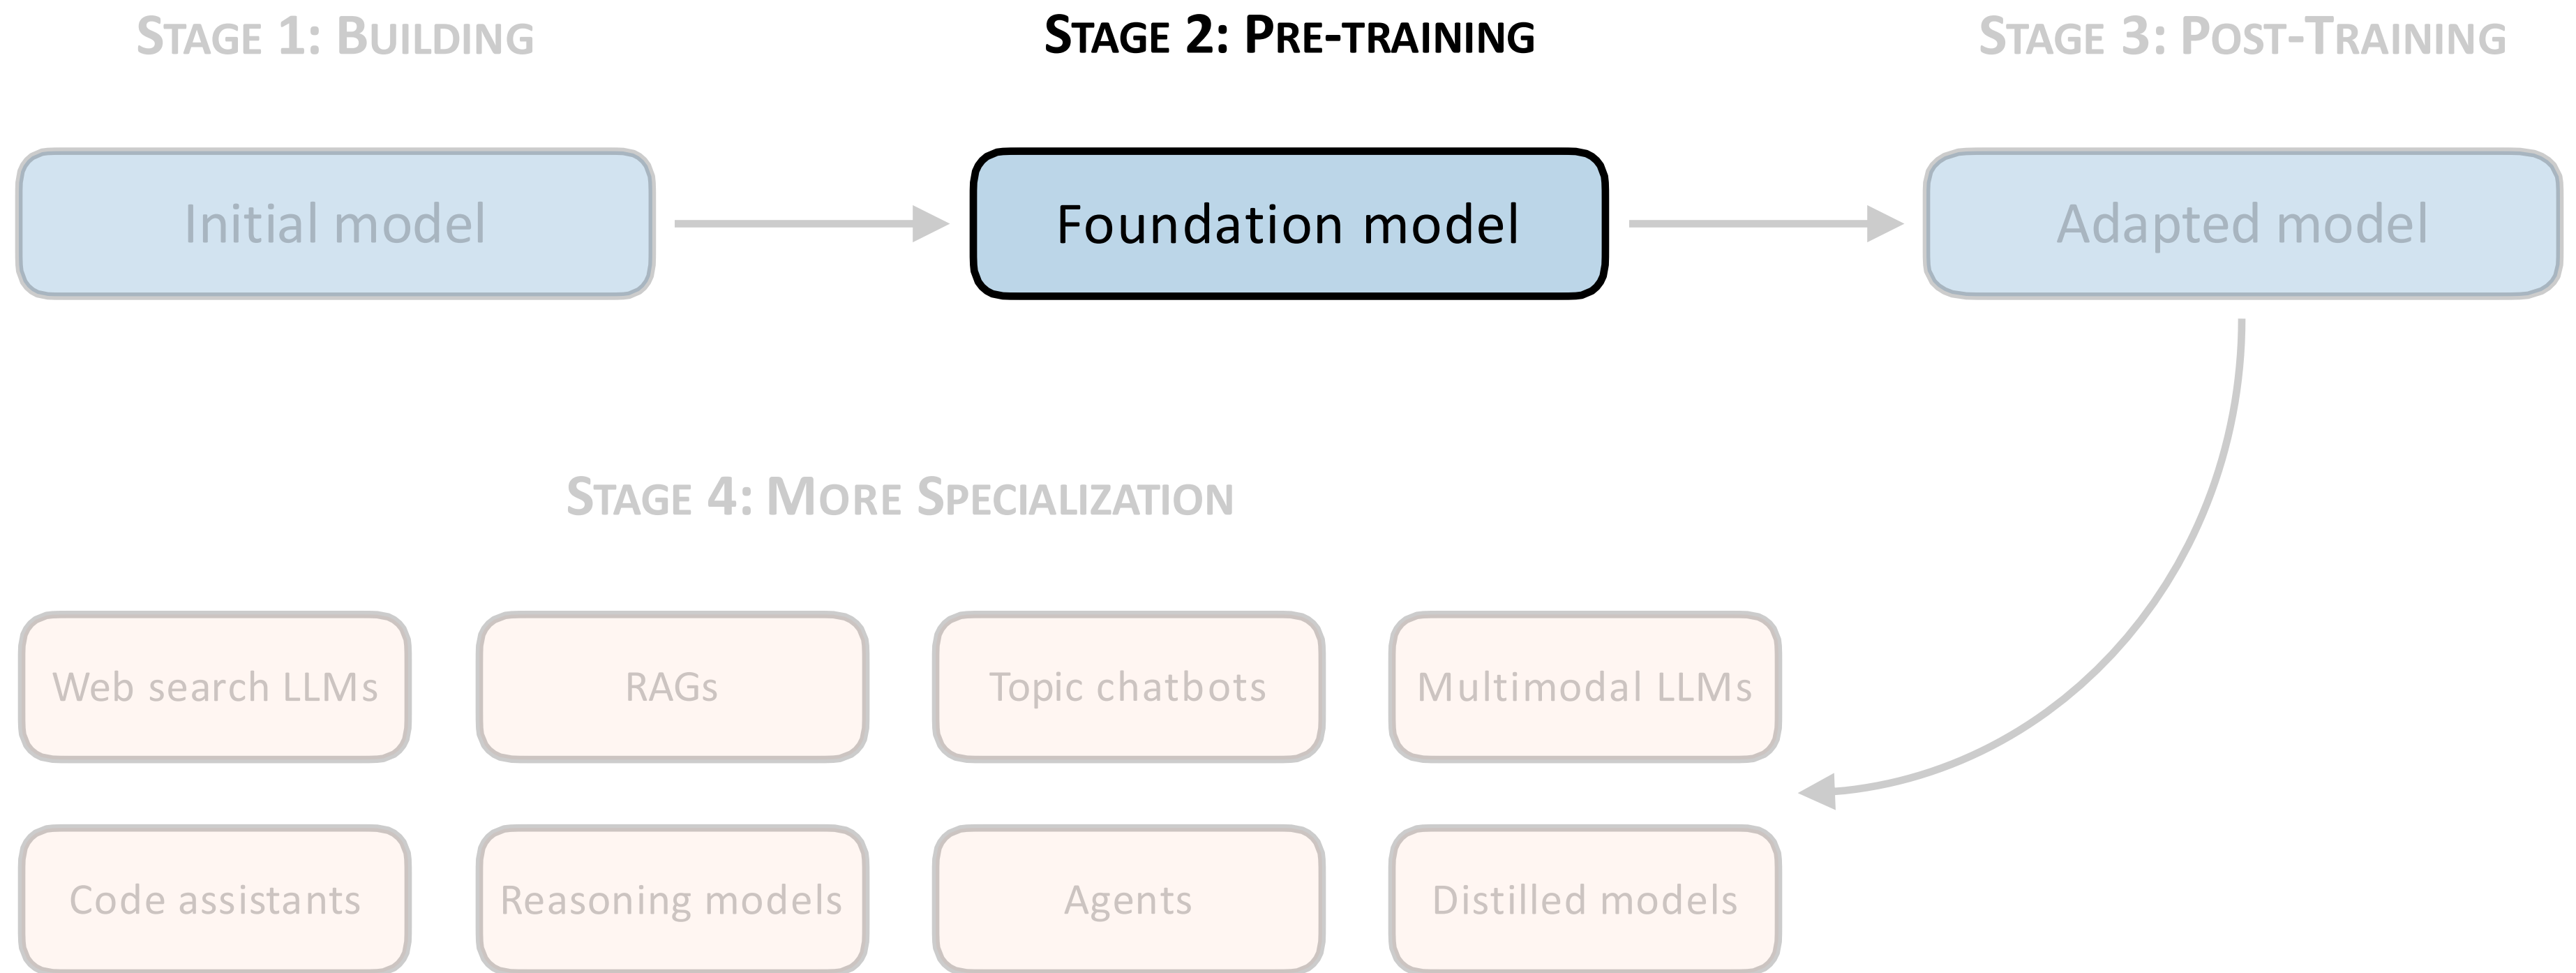 STAGE 1: BUILDING
STAGE 2: PRE-TRAINING
STAGE 3: POST-TRAINING
Initial model
Foundation model
Adapted model
STAGE 4: MORE SPECIALIZATION
Web search LLMs
RAGs
Topic chatbots
Multimodal LLMs
Code assistants
Reasoning models
Agents
Distilled models